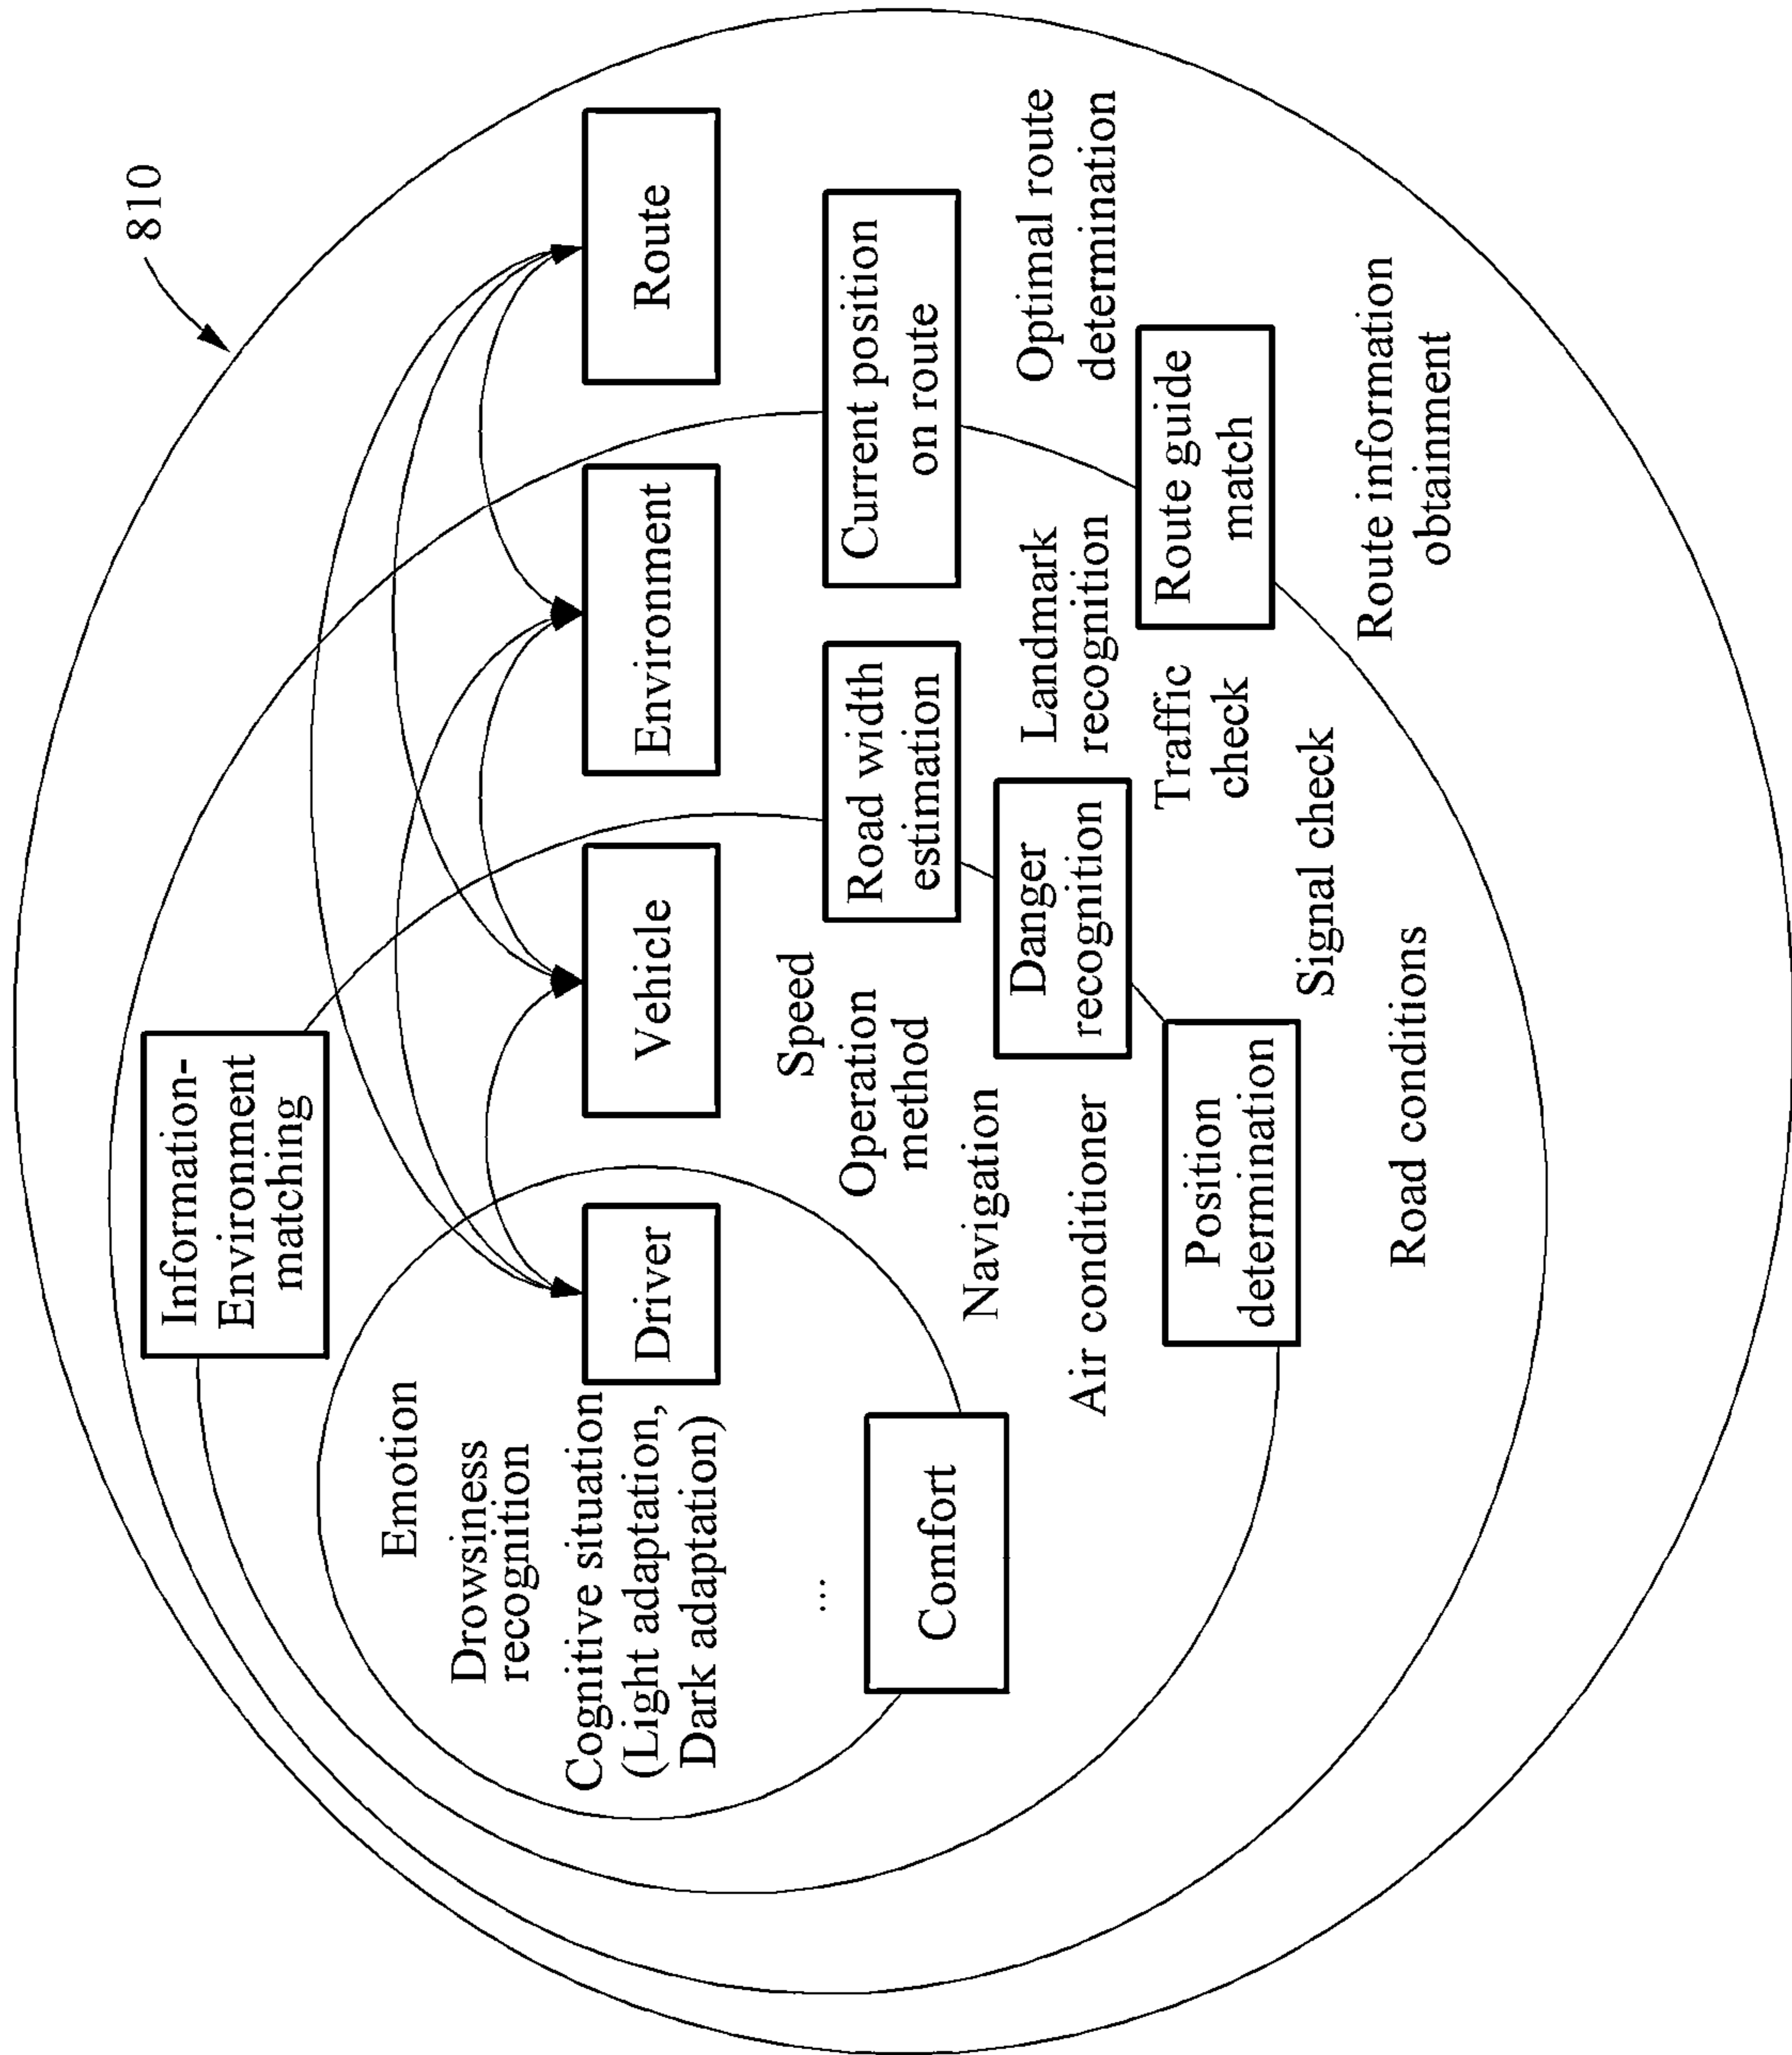 810
Information-
Environment
matching
Emotion
Drowsiness
recognition
Cognitive situation
(Light adaptation,
Dark adaptation)
...
Driver
Vehicle
Environment
Route
Comfort
Speed
Operation
method
Navigation
Air conditioner
Road width
estimation
Danger
recognition
Position
determination
Current position
on route
Landmark
recognition
Traffic
check
Signal check
Road conditions
Optimal route
determination
Route guide
match
Route information
obtainment